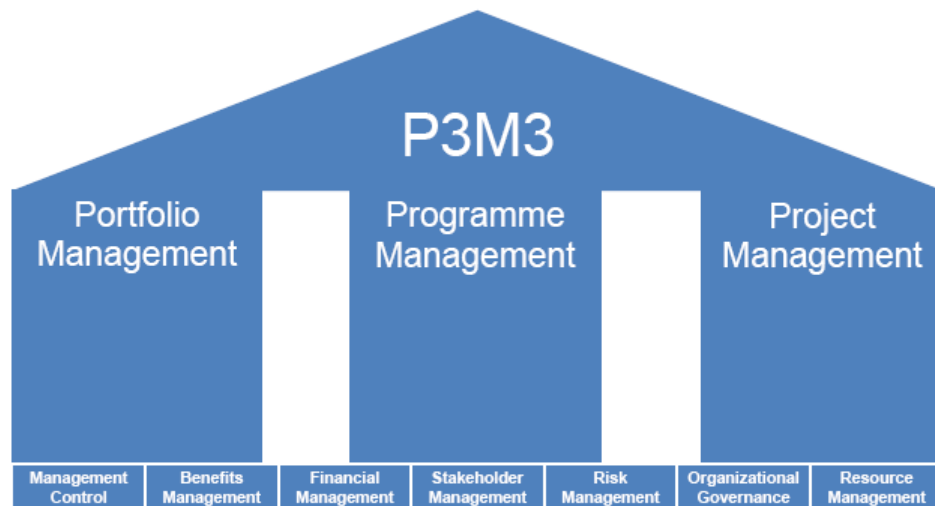 P3M3
Portfolio
Management
Programme
Management
Project
Management
Management
Control
Benefits
Management
Financial
Management
Stakeholder
Management
Risk
Management
Organizational
Governance
Resource
Management